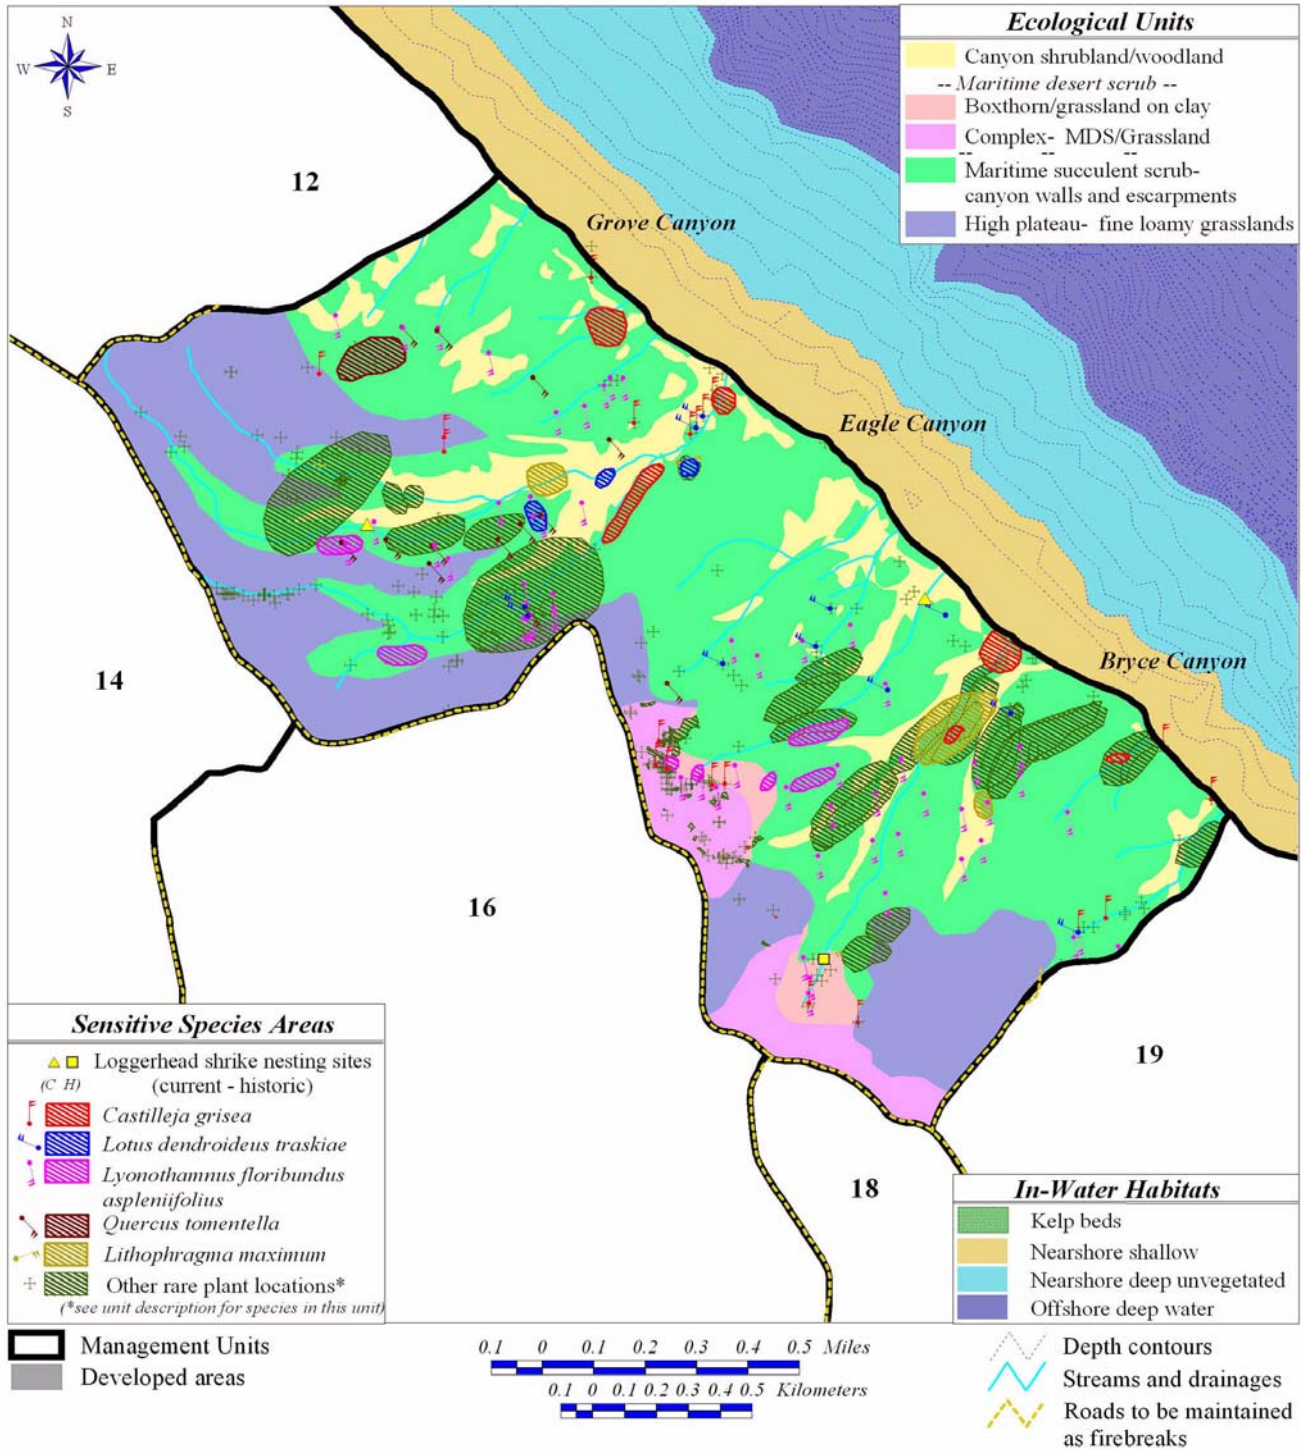 N
W E
S
Ecological Units
Canyon shrubland/woodland
-- Maritime desert scrub --
Boxthorn/grassland on clay
Complex- MDS/Grassland
-- -- --
Maritime succulent scrub-
canyon walls and escarpments
High plateau- fine loamy grasslands
12
Grove Canyon
Eagle Canyon
Bryce Canyon
14
16
19
18
Sensitive Species Areas
Loggerhead shrike nesting sites
(C H) (current - historic)
Castilleja grisea
Lotus dendroideus traskiae
Lyonothamnus floribundus
aspleniifolius
Quercus tomentella
Lithophragma maximum
Other rare plant locations*
(*see unit description for species in this unit)
Management Units
Developed areas
0.1 0 0.1 0.2 0.3 0.4 0.5 Miles
0.1 0 0.1 0.2 0.3 0.4 0.5 Kilometers
In-Water Habitats
Kelp beds
Nearshore shallow
Nearshore deep unvegetated
Offshore deep water
Depth contours
Streams and drainages
Roads to be maintained
as firebreaks